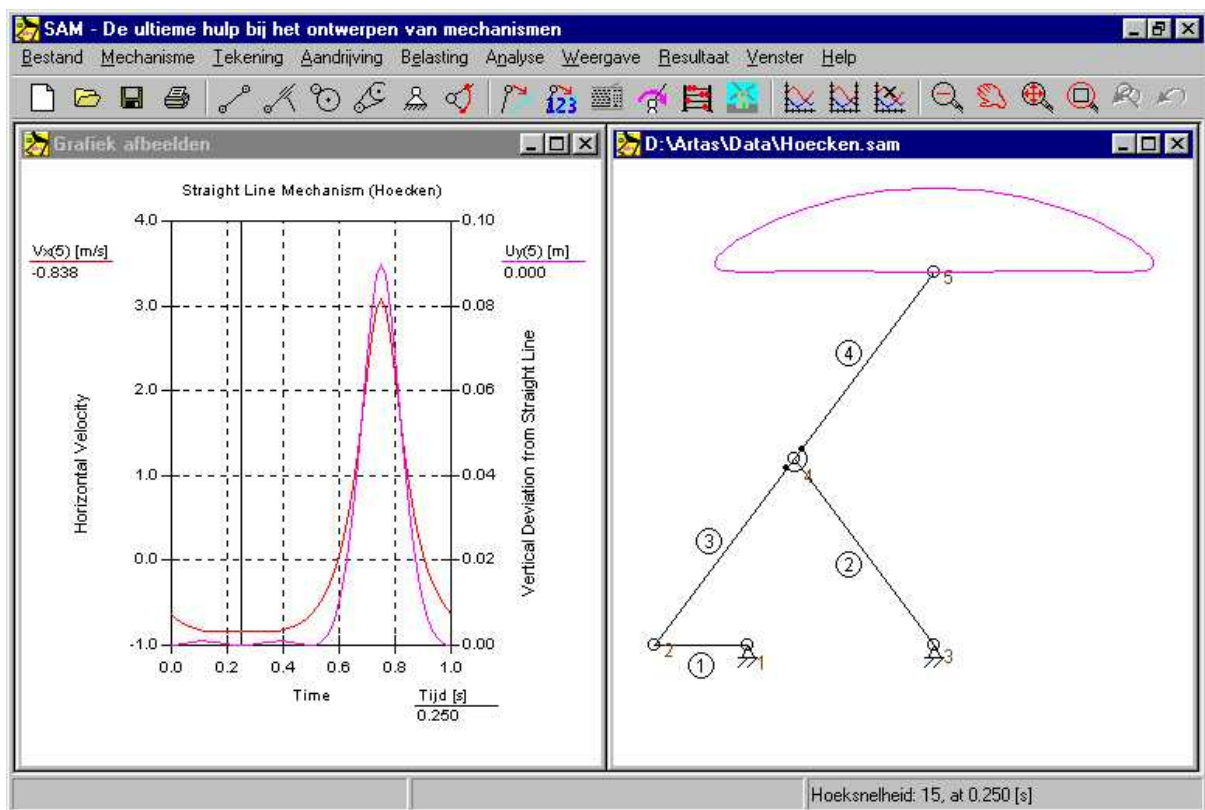 SAM - De ultieme hulp bij het ontwerpen van mechanismen
Bestand Mechanisme Tekening Aandrijving Belasting Analyse Weergave Resultaat Venster Help
123
Grafiek afbeelden
Straight Line Mechanism (Hoecken)
Vx(5) [m/s]
-0.838
Uy(5) [m]
0.000
4.0
3.0
2.0
1.0
0.0
-1.0
0.10
0.08
0.06
0.04
0.02
0.00
Horizontal Velocity
Vertical Deviation from Straight Line
0.0 0.2 0.4 0.6 0.8 1.0
Time
Tijd [s]
0.250
D:\Artas\Data\Hoecken.sam
5
4
4
3
2
2
1
1
3
Hoeksnelheid: 15, at 0.250 [s]